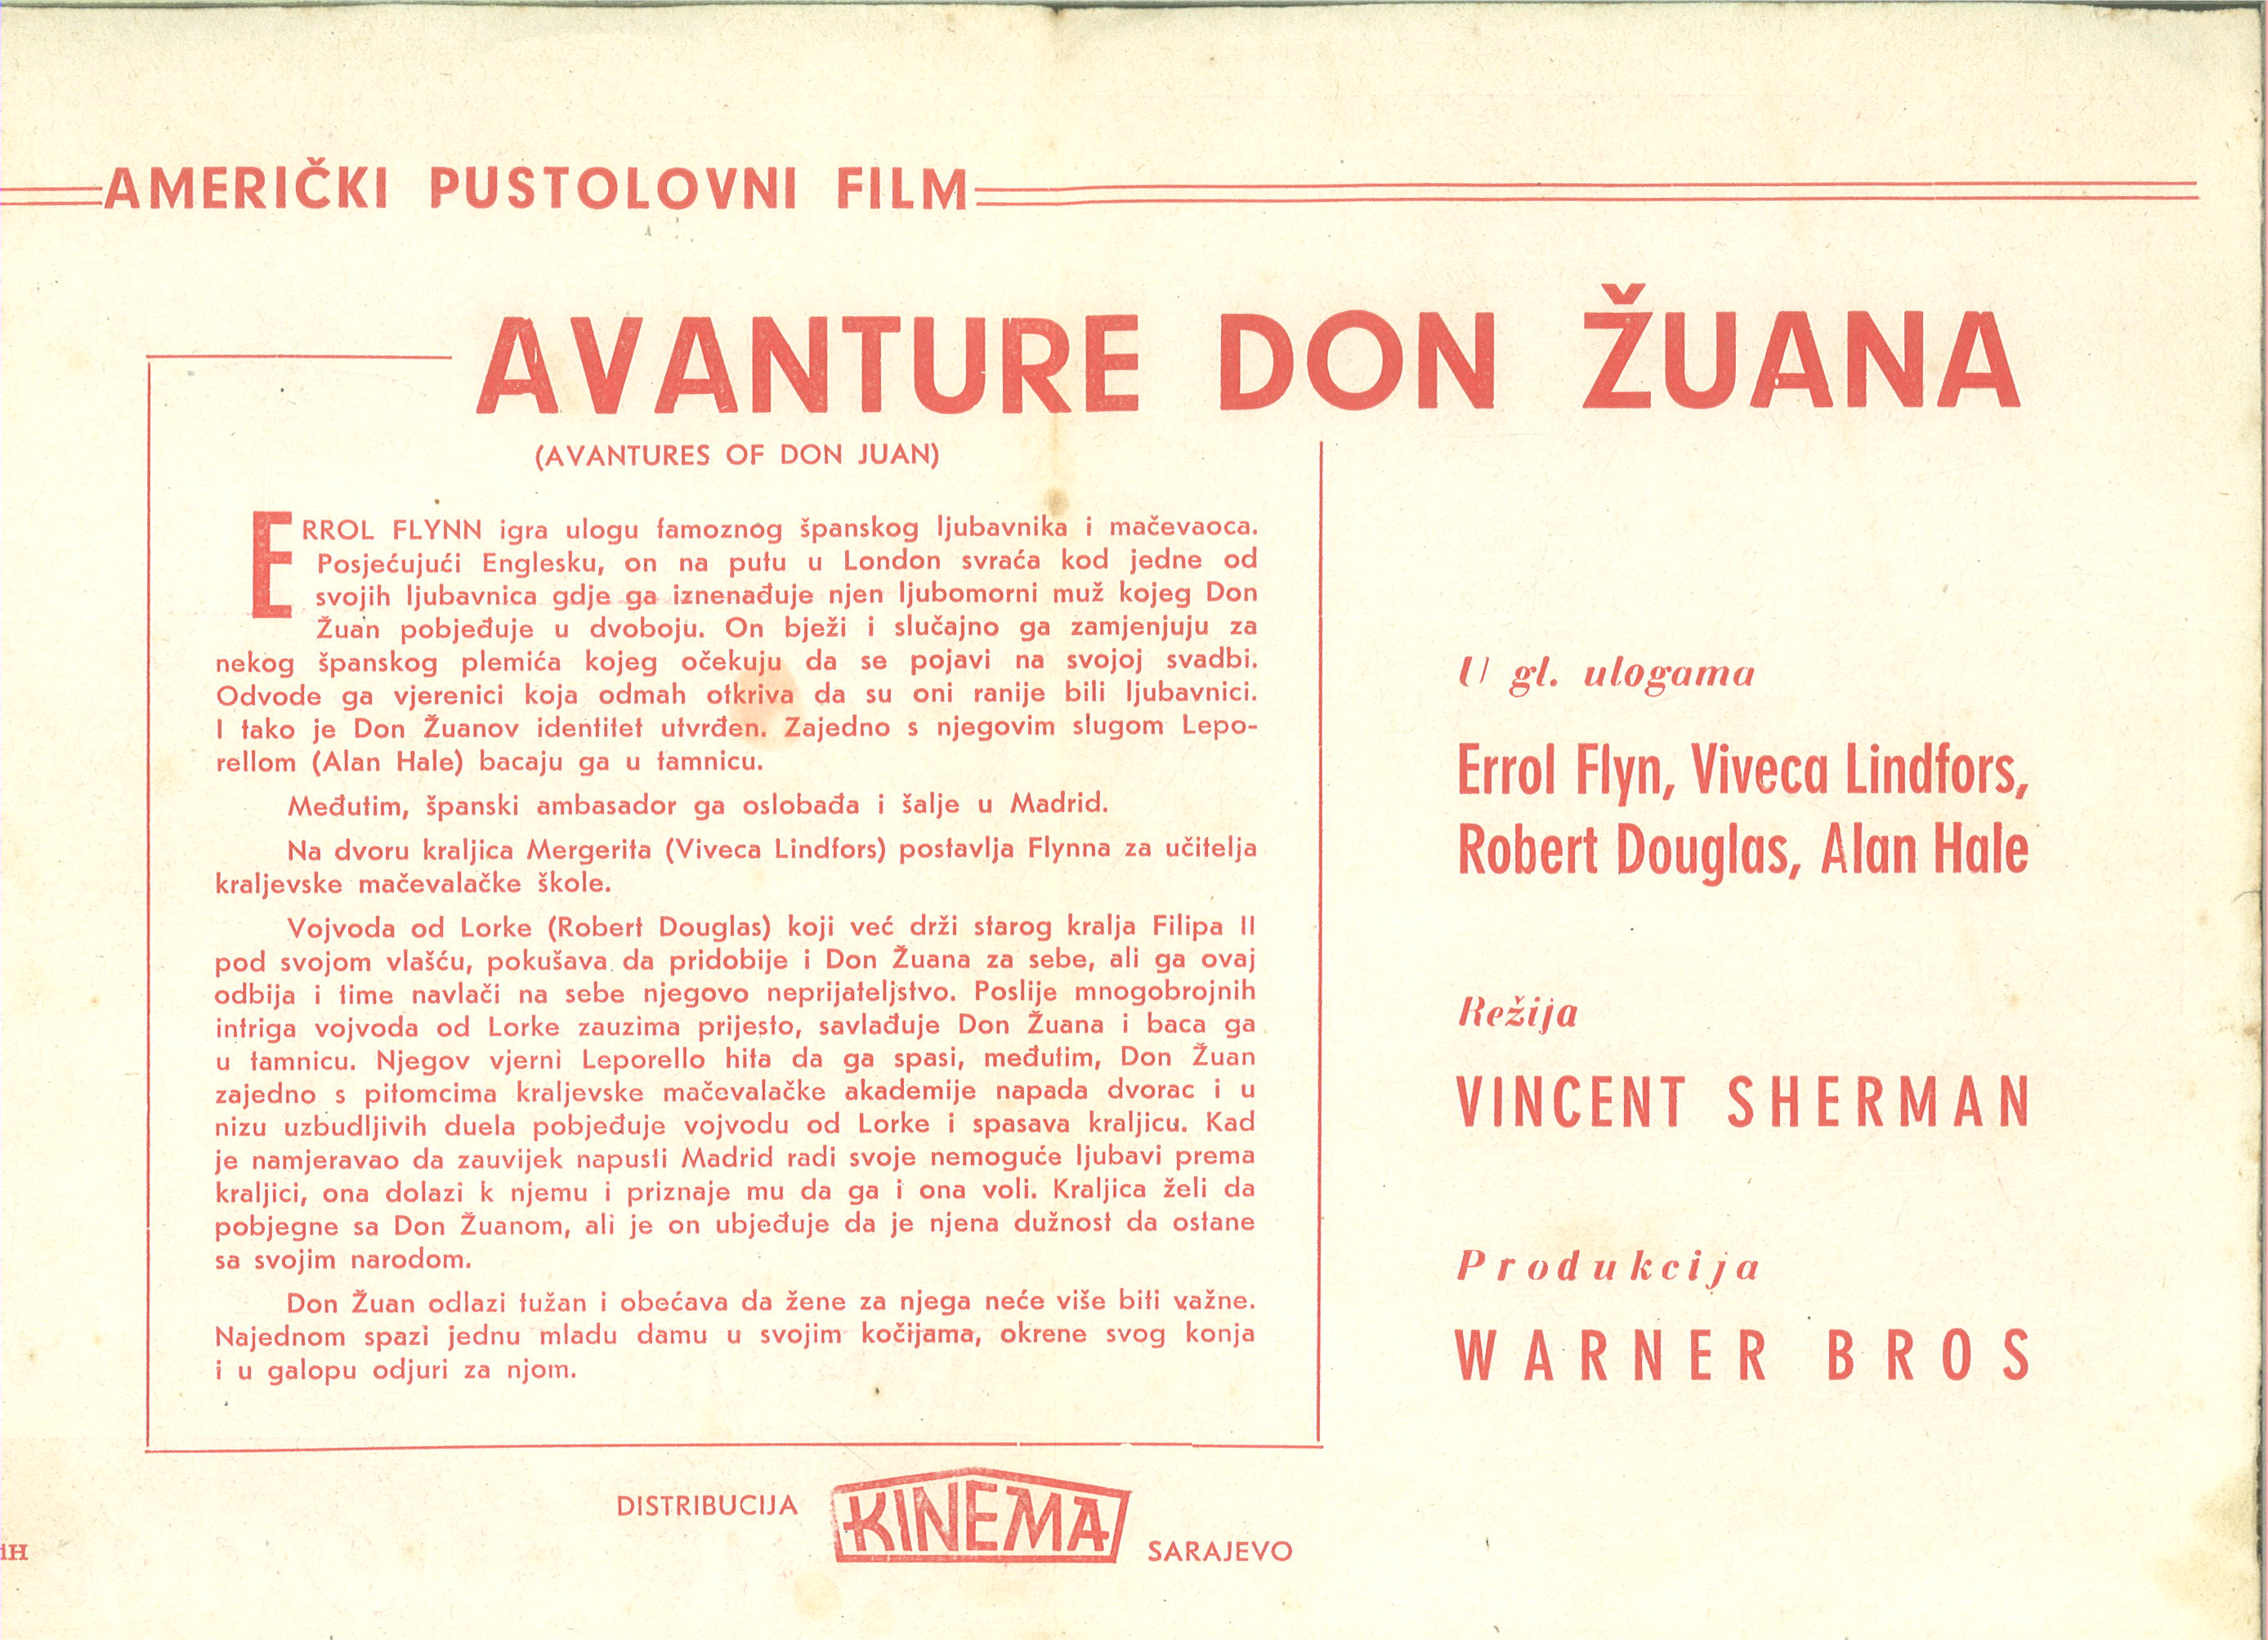 AMERIČKI PUSTOLOVNI FILM
AVANTURE DON ŽUANA
(AVANTURES OF DON JUAN)
ERROL FLYNN igra ulogu famoznog španskog ljubavnika i mačevaoca.
Posjećujući Englesku, on na putu u London svraća kod jedne od
svojih ljubavnica gdje ga iznenađuje njen ljubomorni muž kojeg Don
Žuan pobjeđuje u dvoboju. On bježi i slučajno ga zamjenjuju za
nekog španskog plemića kojeg očekuju da se pojavi na svojoj svadbi.
Odvode ga vjerenici koja odmah otkriva da su oni ranije bili ljubavnici.
I tako je Don Žuanov identitet utvrđen. Zajedno s njegovim slugom Lepo-
rellom (Alan Hale) bacaju ga u tamnicu.
Međutim, španski ambasador ga oslobađa i šalje u Madrid.
Na dvoru kraljica Mergerita (Viveca Lindfors) postavlja Flynna za učitelja
kraljevske mačevalačke škole.
Vojvoda od Lorke (Robert Douglas) koji već drži starog kralja Filipa II
pod svojom vlašću, pokušava da pridobije i Don Žuana za sebe, ali ga ovaj
odbija i time navlači na sebe njegovo neprijateljstvo. Poslije mnogobrojnih
intriga vojvoda od Lorke zauzima prijesto, savlađuje Don Žuana i baca ga
u tamnicu. Njegov vjerni Leporello hita da ga spasi, međutim, Don Žuan
zajedno s pitomcima kraljevske mačevalačke akademije napada dvorac i u
nizu uzbudljivih duela pobjeđuje vojvodu od Lorke i spasava kraljicu. Kad
je namjeravao da zauvijek napusti Madrid radi svoje nemoguće ljubavi prema
kraljici, ona dolazi k njemu i priznaje mu da ga i ona voli. Kraljica želi da
pobjegne sa Don Žuanom, ali je on ubjeđuje da je njena dužnost da ostane
sa svojim narodom.
Don Žuan odlazi tužan i obećava da žene za njega neće više biti važne.
Najednom spazi jednu mladu damu u svojim kočijama, okrene svog konja
i u galopu odjuri za njom.
U gl. ulogama
Errol Flyn, Viveca Lindfors,
Robert Douglas, Alan Hale
Režija
VINCENT SHERMAN
Produkcija
WARNER BROS
DISTRIBUCIJA
KINEMA
SARAJEVO